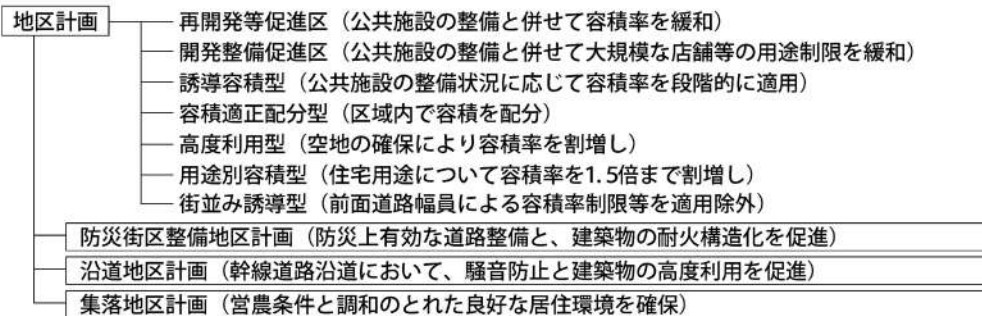 地区計画
再開発等促進区（公共施設の整備と併せて容積率を緩和）
開発整備促進区（公共施設の整備と併せて大規模な店舗等の用途制限を緩和）
誘導容積型（公共施設の整備状況に応じて容積率を段階的に適用）
容積適正配分型（区域内で容積を配分）
高度利用型（空地の確保により容積率を割増し）
用途別容積型（住宅用途について容積率を1.5倍まで割増し）
街並み誘導型（前面道路幅員による容積率制限等を適用除外）
防災街区整備地区計画（防災上有効な道路整備と、建築物の耐火構造化を促進）
沿道地区計画（幹線道路沿道において、騒音防止と建築物の高度利用を促進）
集落地区計画（営農条件と調和のとれた良好な居住環境を確保）